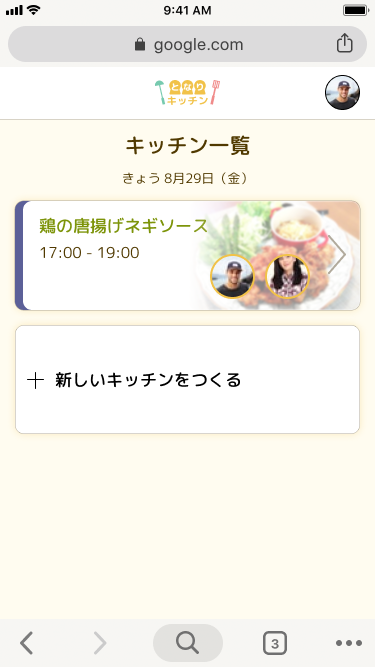 9:41 AM
google.com
となり
キッチン
キッチン一覧
きょう 8月29日（金）
鶏の唐揚げネギソース
17:00 - 19:00
新しいキッチンをつくる
3